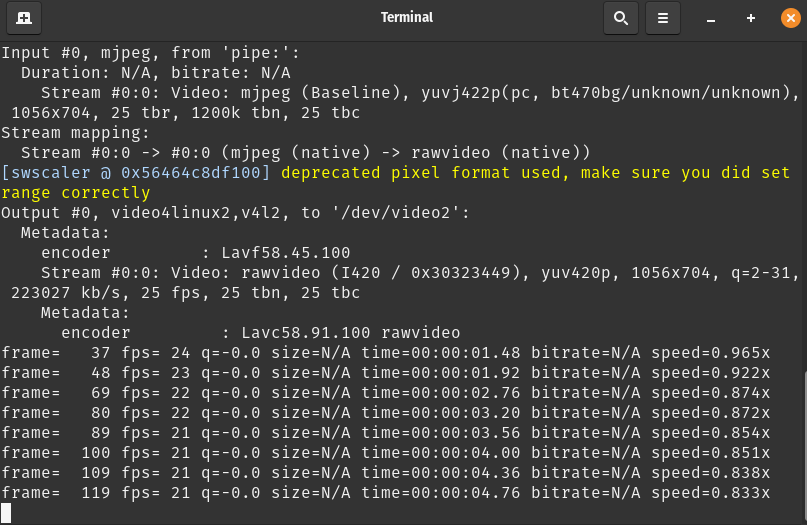 Terminal
Input #0, mjpeg, from 'pipe:':
  Duration: N/A, bitrate: N/A
    Stream #0:0: Video: mjpeg (Baseline), yuvj422p(pc, bt470bg/unknown/unknown),
 1056x704, 25 tbr, 1200k tbn, 25 tbc
Stream mapping:
  Stream #0:0 -> #0:0 (mjpeg (native) -> rawvideo (native))
[swscaler @ 0x56464c8df100] deprecated pixel format used, make sure you did set
range correctly
Output #0, video4linux2,v4l2, to '/dev/video2':
  Metadata:
    encoder         : Lavf58.45.100
    Stream #0:0: Video: rawvideo (I420 / 0x30323449), yuv420p, 1056x704, q=2-31,
 223027 kb/s, 25 fps, 25 tbn, 25 tbc
    Metadata:
      encoder         : Lavc58.91.100 rawvideo
frame=   37 fps= 24 q=-0.0 size=N/A time=00:00:01.48 bitrate=N/A speed=0.965x
frame=   48 fps= 23 q=-0.0 size=N/A time=00:00:01.92 bitrate=N/A speed=0.922x
frame=   69 fps= 22 q=-0.0 size=N/A time=00:00:02.76 bitrate=N/A speed=0.874x
frame=   80 fps= 22 q=-0.0 size=N/A time=00:00:03.20 bitrate=N/A speed=0.872x
frame=   89 fps= 21 q=-0.0 size=N/A time=00:00:03.56 bitrate=N/A speed=0.854x
frame=  100 fps= 21 q=-0.0 size=N/A time=00:00:04.00 bitrate=N/A speed=0.851x
frame=  109 fps= 21 q=-0.0 size=N/A time=00:00:04.36 bitrate=N/A speed=0.838x
frame=  119 fps= 21 q=-0.0 size=N/A time=00:00:04.76 bitrate=N/A speed=0.833x